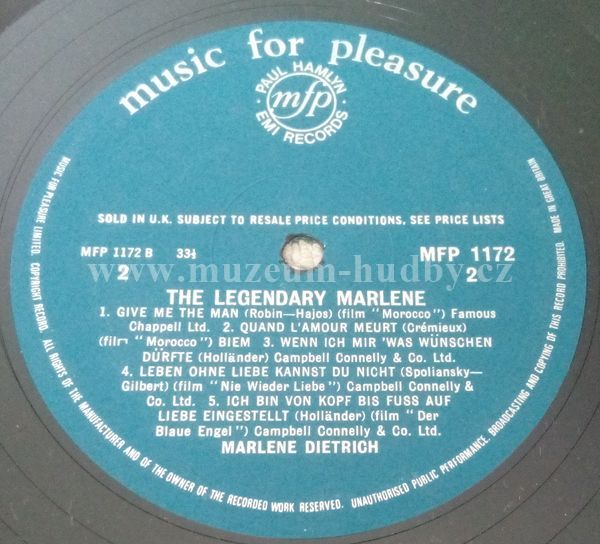 music for pleasure
PAUL HAMLYN
mfp
EMI RECORDS
SOLD IN U.K. SUBJECT TO RESALE PRICE CONDITIONS, SEE PRICE LISTS
MFP 1172 B 33⅓ MFP 1172
2 2
www.muzeum-hudby.cz
THE LEGENDARY MARLENE
1. GIVE ME THE MAN (Robin—Hajos) (film "Morocco") Famous
Chappell Ltd. 2. QUAND L'AMOUR MEURT (Crémieux)
(film "Morocco") BIEM 3. WENN ICH MIR 'WAS WÜNSCHEN
DÜRFTE (Holländer) Campbell Connelly & Co. Ltd.
4. LEBEN OHNE LIEBE KANNST DU NICHT (Spoliansky—
Gilbert) (film "Nie Wieder Liebe") Campbell Connelly &
Co. Ltd. 5. ICH BIN VON KOPF BIS FUSS AUF
LIEBE EINGESTELLT (Holländer) (film "Der
Blaue Engel") Campbell Connelly & Co. Ltd.
MARLENE DIETRICH
MUSIC FOR PLEASURE LIMITED. COPYRIGHT RECORD. ALL RIGHTS OF THE MANUFACTURER AND OF THE OWNER OF THE RECORDED WORK RESERVED. UNAUTHORISED PUBLIC PERFORMANCE, BROADCASTING AND COPYING OF THIS RECORD PROHIBITED. MADE IN GREAT BRITAIN